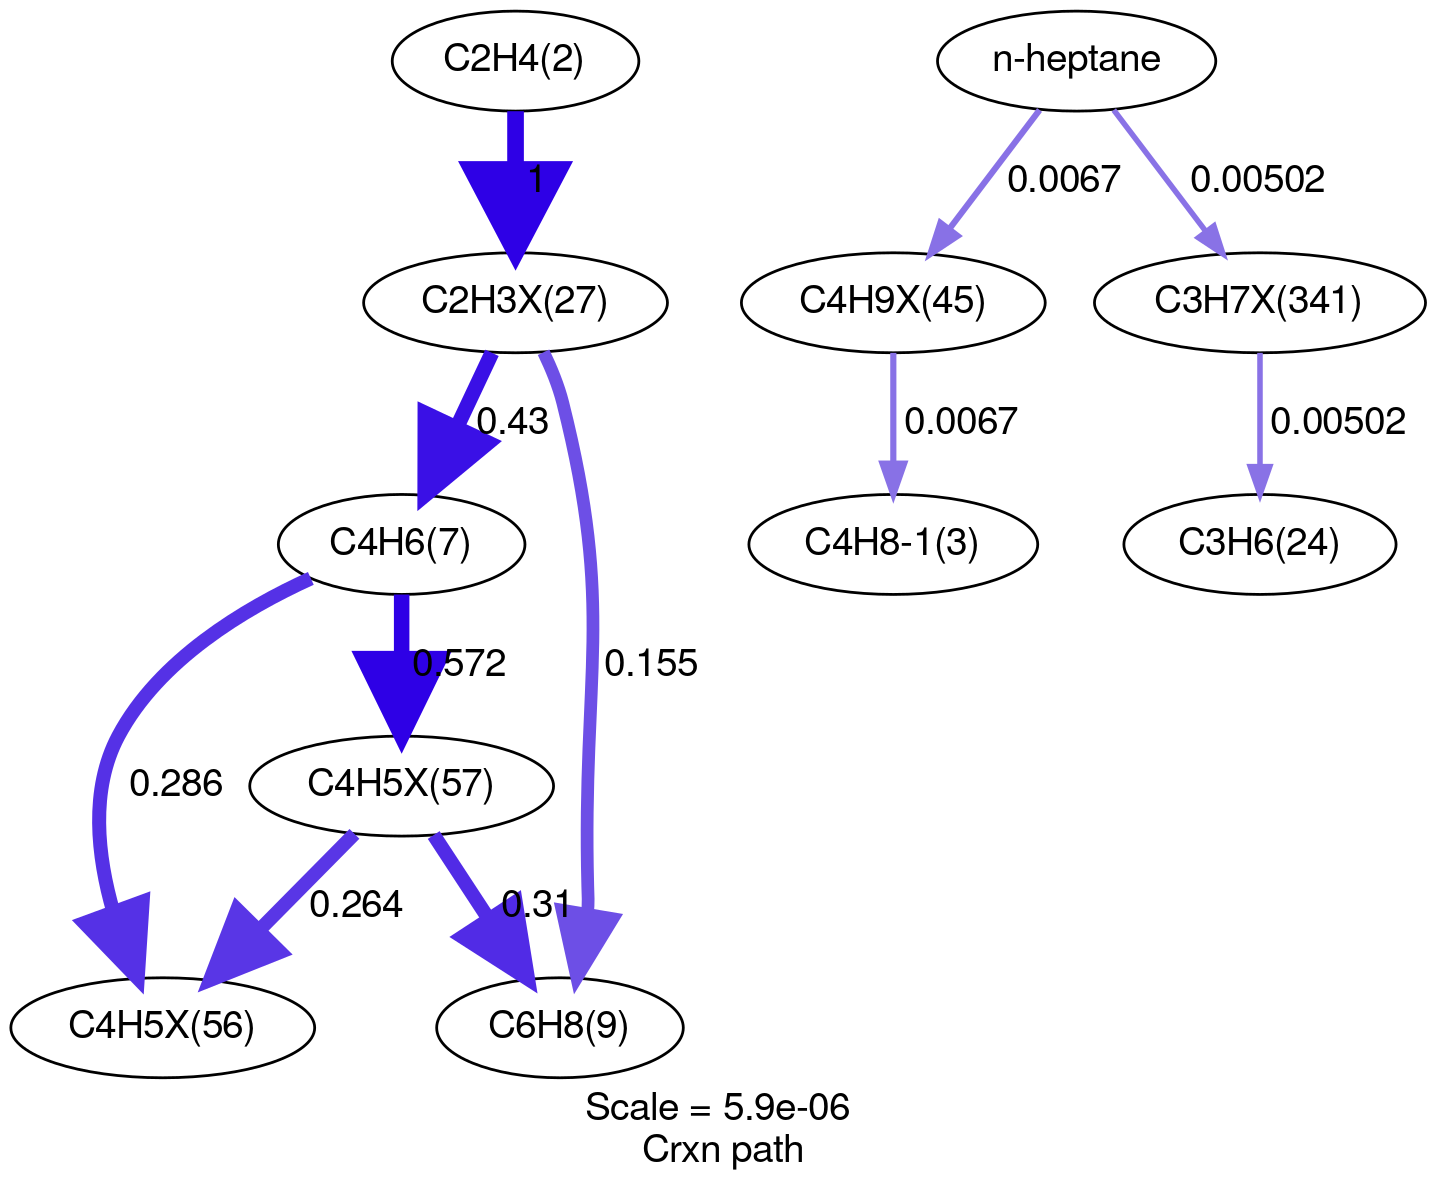 C2H4(2)
n-heptane
1
0.0067
0.00502
C2H3X(27)
C4H9X(45)
C3H7X(341)
0.43
0.0067
0.00502
C4H6(7)
C4H8-1(3)
C3H6(24)
0.572
0.155
0.286
C4H5X(57)
0.264
0.31
C4H5X(56)
C6H8(9)
Scale = 5.9e-06
Crxn path